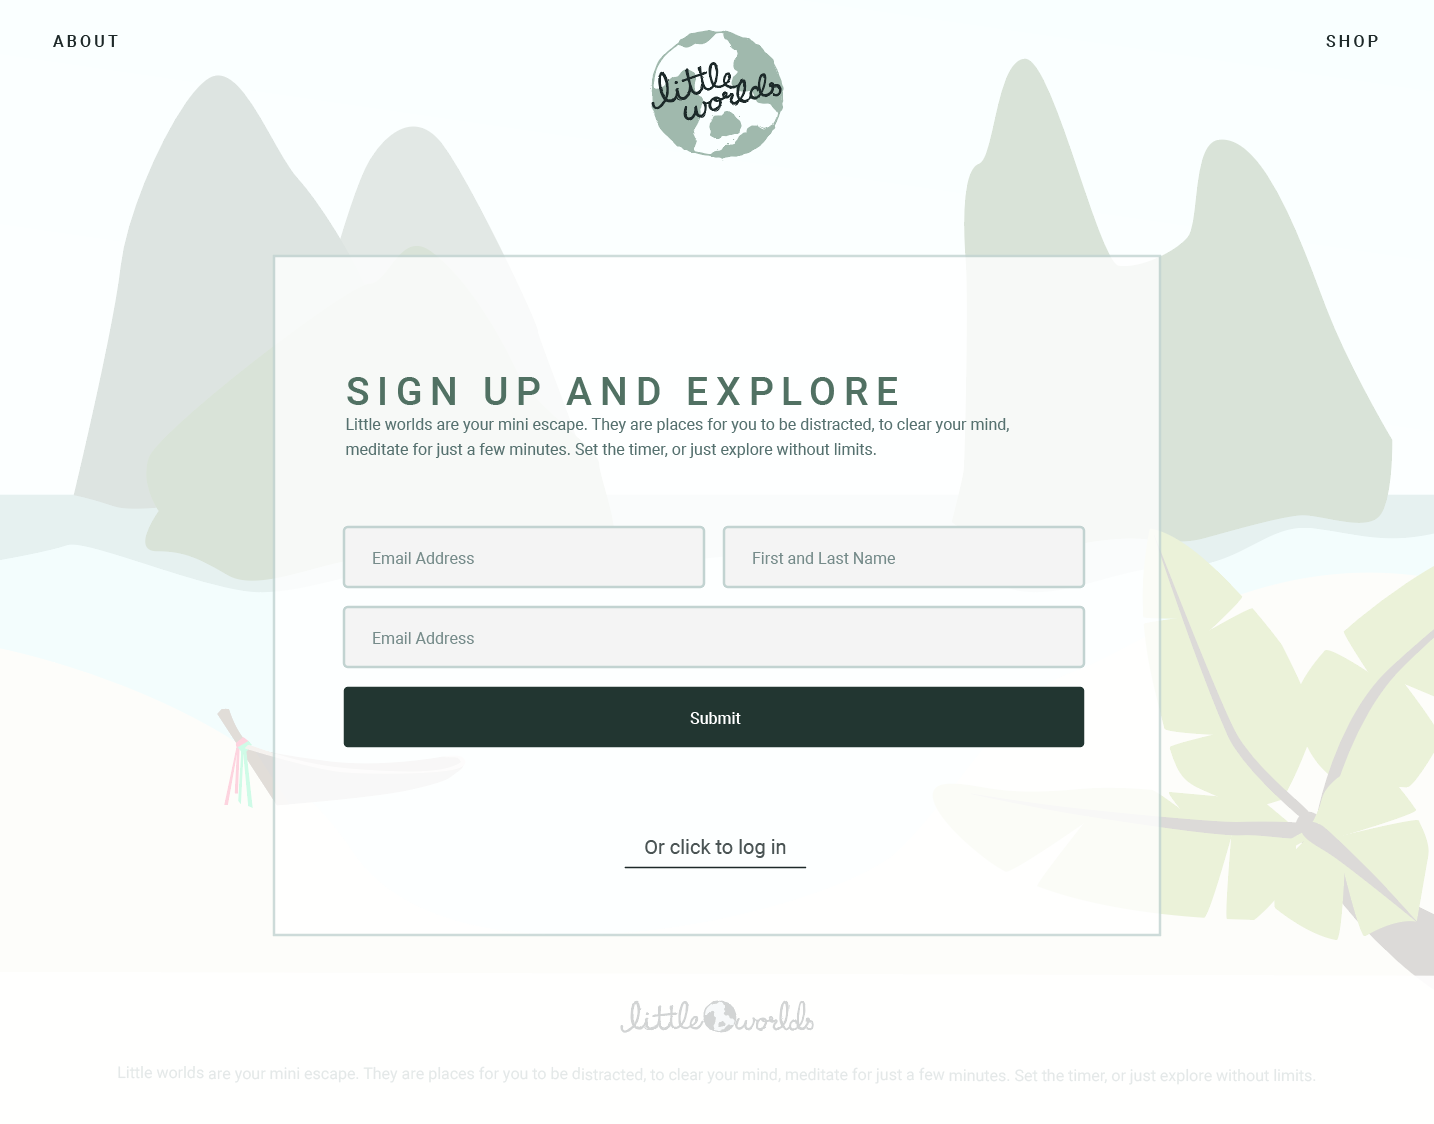 ABOUT
SHOP
little
worlds
SIGN UP AND EXPLORE
Little worlds are your mini escape. They are places for you to be distracted, to clear your mind,
meditate for just a few minutes. Set the timer, or just explore without limits.
Email Address
First and Last Name
Email Address
Submit
Or click to log in
little worlds
Little worlds are your mini escape. They are places for you to be distracted, to clear your mind, meditate for just a few minutes. Set the timer, or just explore without limits.